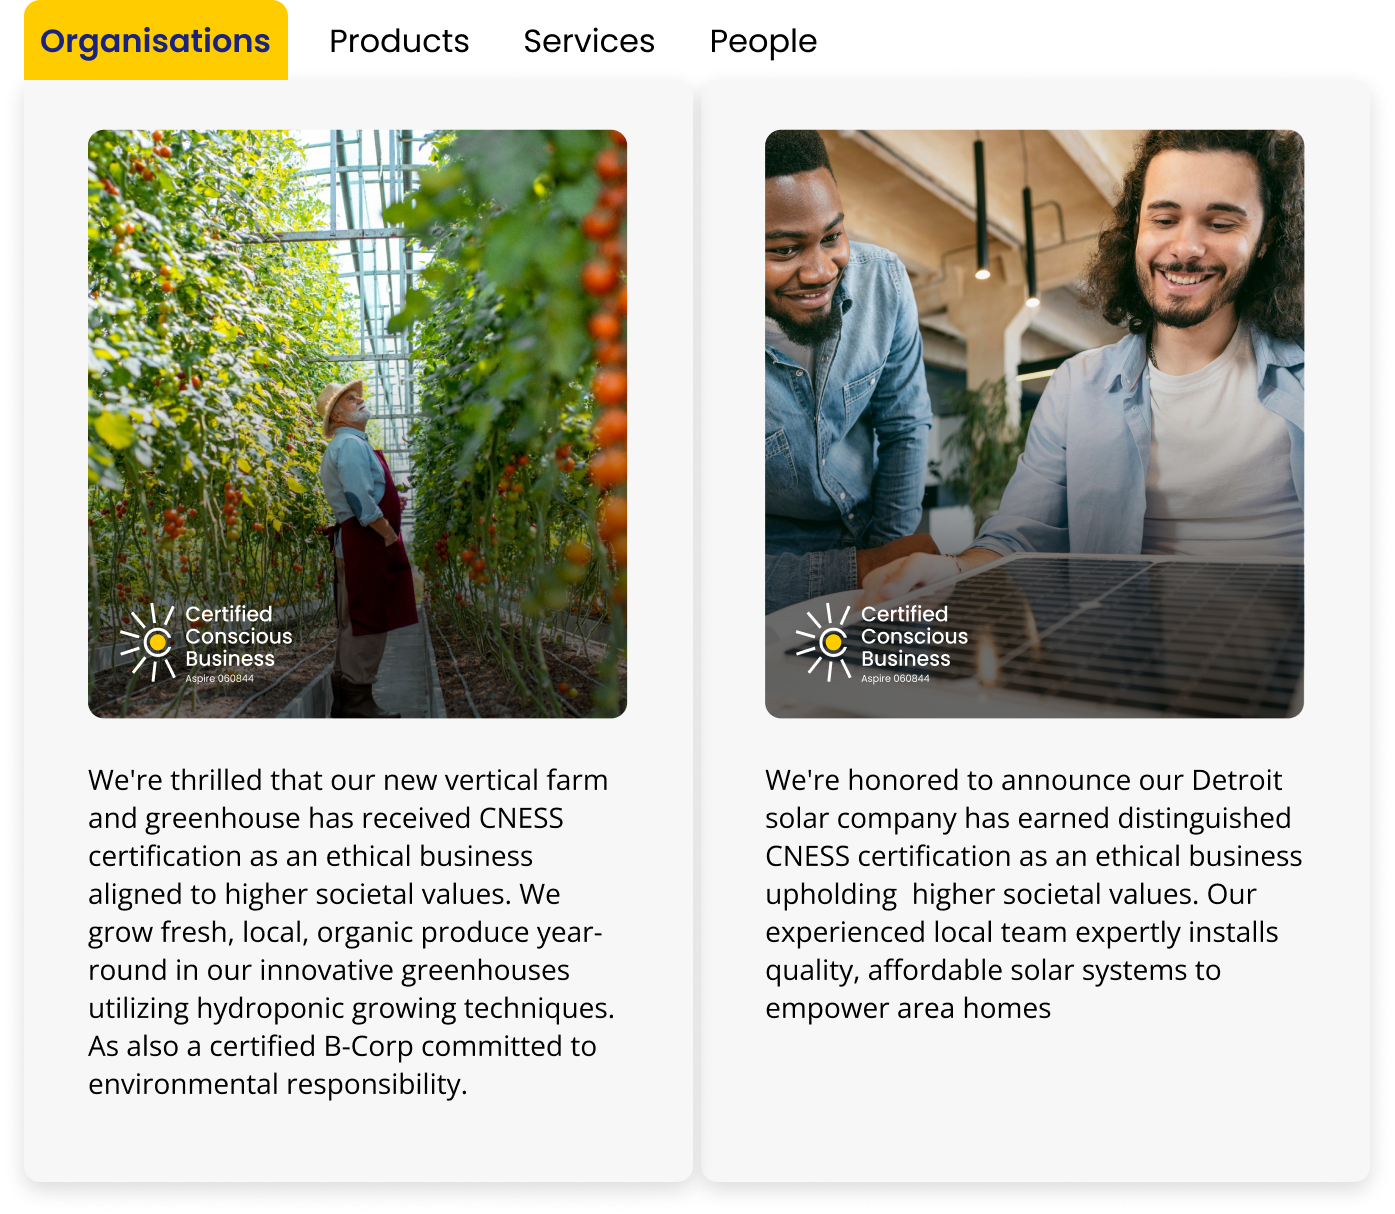 Organisations
Products
Services
People
Certified
Conscious
Business
Aspire 060844
We're thrilled that our new vertical farm
and greenhouse has received CNESS
certification as an ethical business
aligned to higher societal values. We
grow fresh, local, organic produce year-
round in our innovative greenhouses
utilizing hydroponic growing techniques.
As also a certified B-Corp committed to
environmental responsibility.
Certified
Conscious
Business
Aspire 060844
We're honored to announce our Detroit
solar company has earned distinguished
CNESS certification as an ethical business
upholding  higher societal values. Our
experienced local team expertly installs
quality, affordable solar systems to
empower area homes